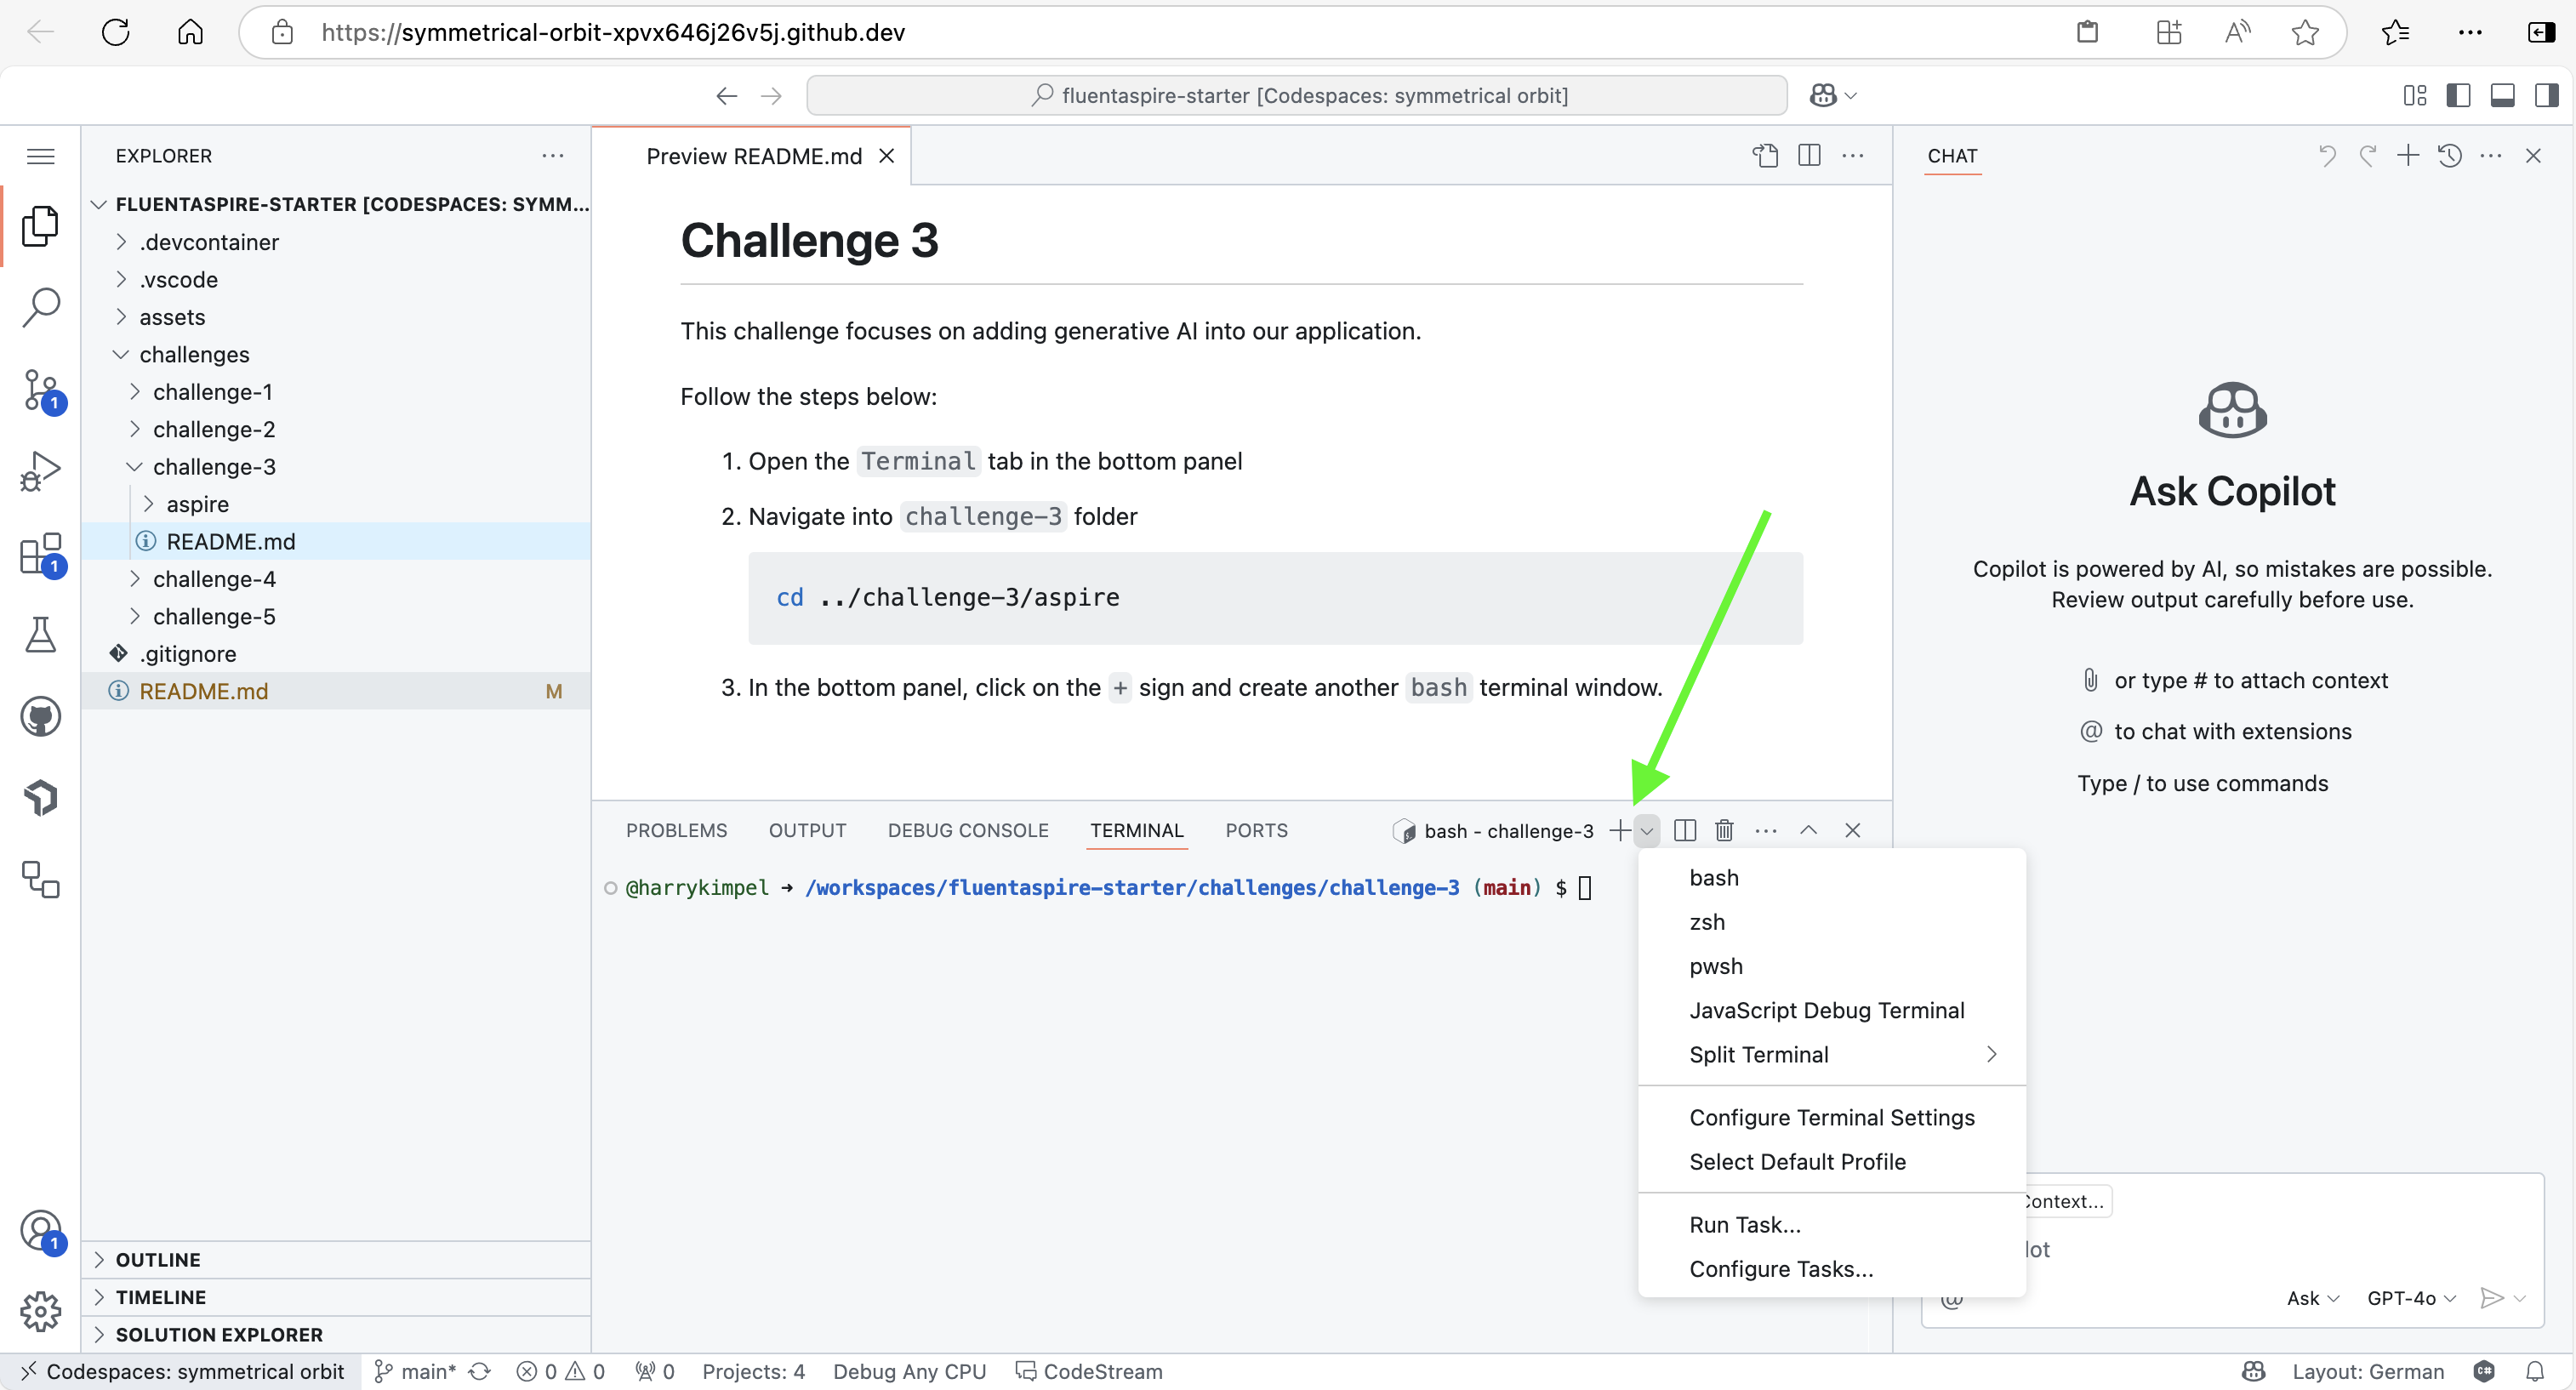 https://symmetrical-orbit-xpvx646j26v5j.github.dev
fluentaspire-starter [Codespaces: symmetrical orbit]
EXPLORER
FLUENTASPIRE-STARTER [CODESPACES: SYMM...
.devcontainer
.vscode
assets
challenges
challenge-1
challenge-2
challenge-3
aspire
README.md
challenge-4
challenge-5
.gitignore
README.md M
OUTLINE
TIMELINE
SOLUTION EXPLORER
1
1
1
Preview README.md
Challenge 3
This challenge focuses on adding generative AI into our application.
Follow the steps below:
1. Open the Terminal tab in the bottom panel
2. Navigate into challenge-3 folder
cd ../challenge-3/aspire
3. In the bottom panel, click on the + sign and create another bash terminal window.
PROBLEMS OUTPUT DEBUG CONSOLE TERMINAL PORTS bash - challenge-3
@harrykimpel → /workspaces/fluentaspire-starter/challenges/challenge-3 (main) $
bash
zsh
pwsh
JavaScript Debug Terminal
Split Terminal
Configure Terminal Settings
Select Default Profile
Run Task...
Configure Tasks...
CHAT
Ask Copilot
Copilot is powered by AI, so mistakes are possible.
Review output carefully before use.
or type # to attach context
@ to chat with extensions
Type / to use commands
Context...
lot
@ Ask GPT-4o
Codespaces: symmetrical orbit main* 0 0 0 Projects: 4 Debug Any CPU CodeStream Layout: German